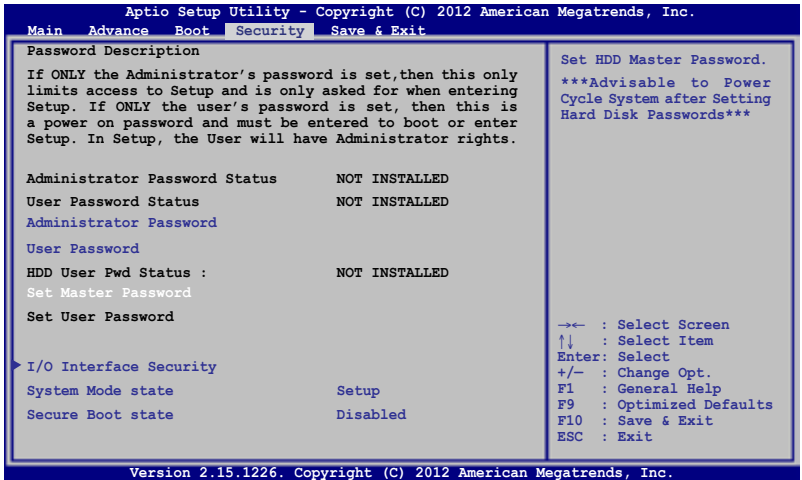 Aptio Setup Utility - Copyright (C) 2012 American Megatrends, Inc.
Main Advance Boot Security Save & Exit
Password Description
If ONLY the Administrator's password is set,then this only
limits access to Setup and is only asked for when entering
Setup. If ONLY the user's password is set, then this is
a power on password and must be entered to boot or enter
Setup. In Setup, the User will have Administrator rights.
Administrator Password Status NOT INSTALLED
User Password Status NOT INSTALLED
Administrator Password
User Password
HDD User Pwd Status : NOT INSTALLED
Set Master Password
Set User Password
I/O Interface Security
System Mode state Setup
Secure Boot state Disabled
Set HDD Master Password.
***Advisable to Power
Cycle System after Setting
Hard Disk Passwords***
→← : Select Screen
↑↓ : Select Item
Enter: Select
+/— : Change Opt.
F1 : General Help
F9 : Optimized Defaults
F10 : Save & Exit
ESC : Exit
Version 2.15.1226. Copyright (C) 2012 American Megatrends, Inc.